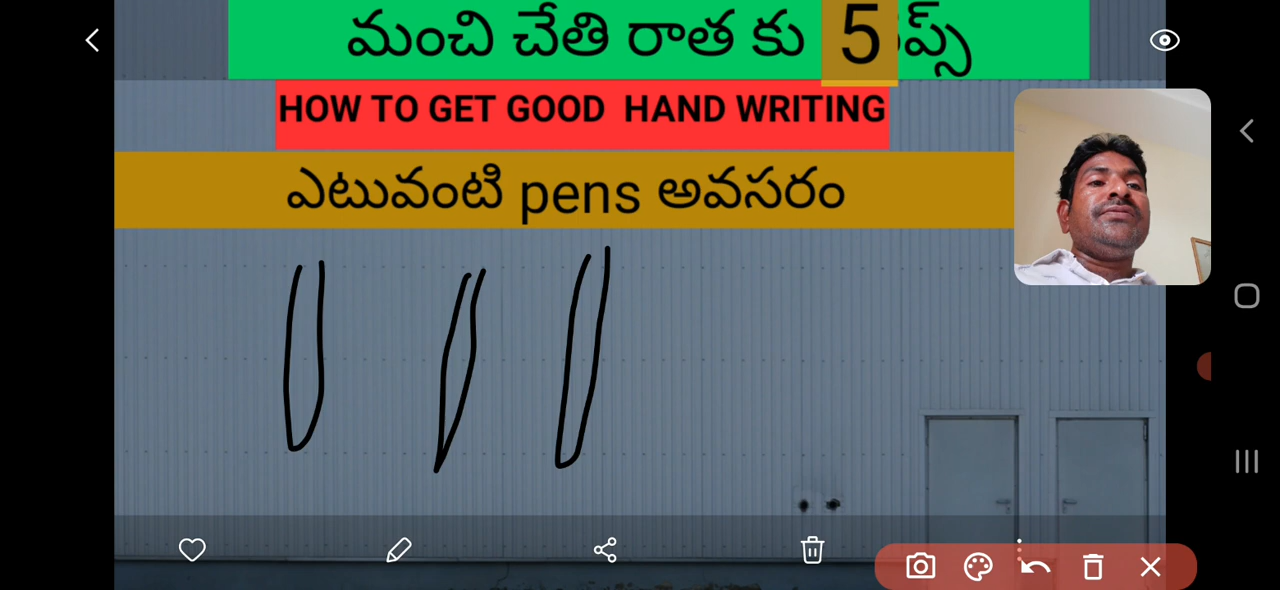 మంచి చేతి రాత కు 5 ప్స్
HOW TO GET GOOD HAND WRITING
ఎటువంటి pens అవసరం